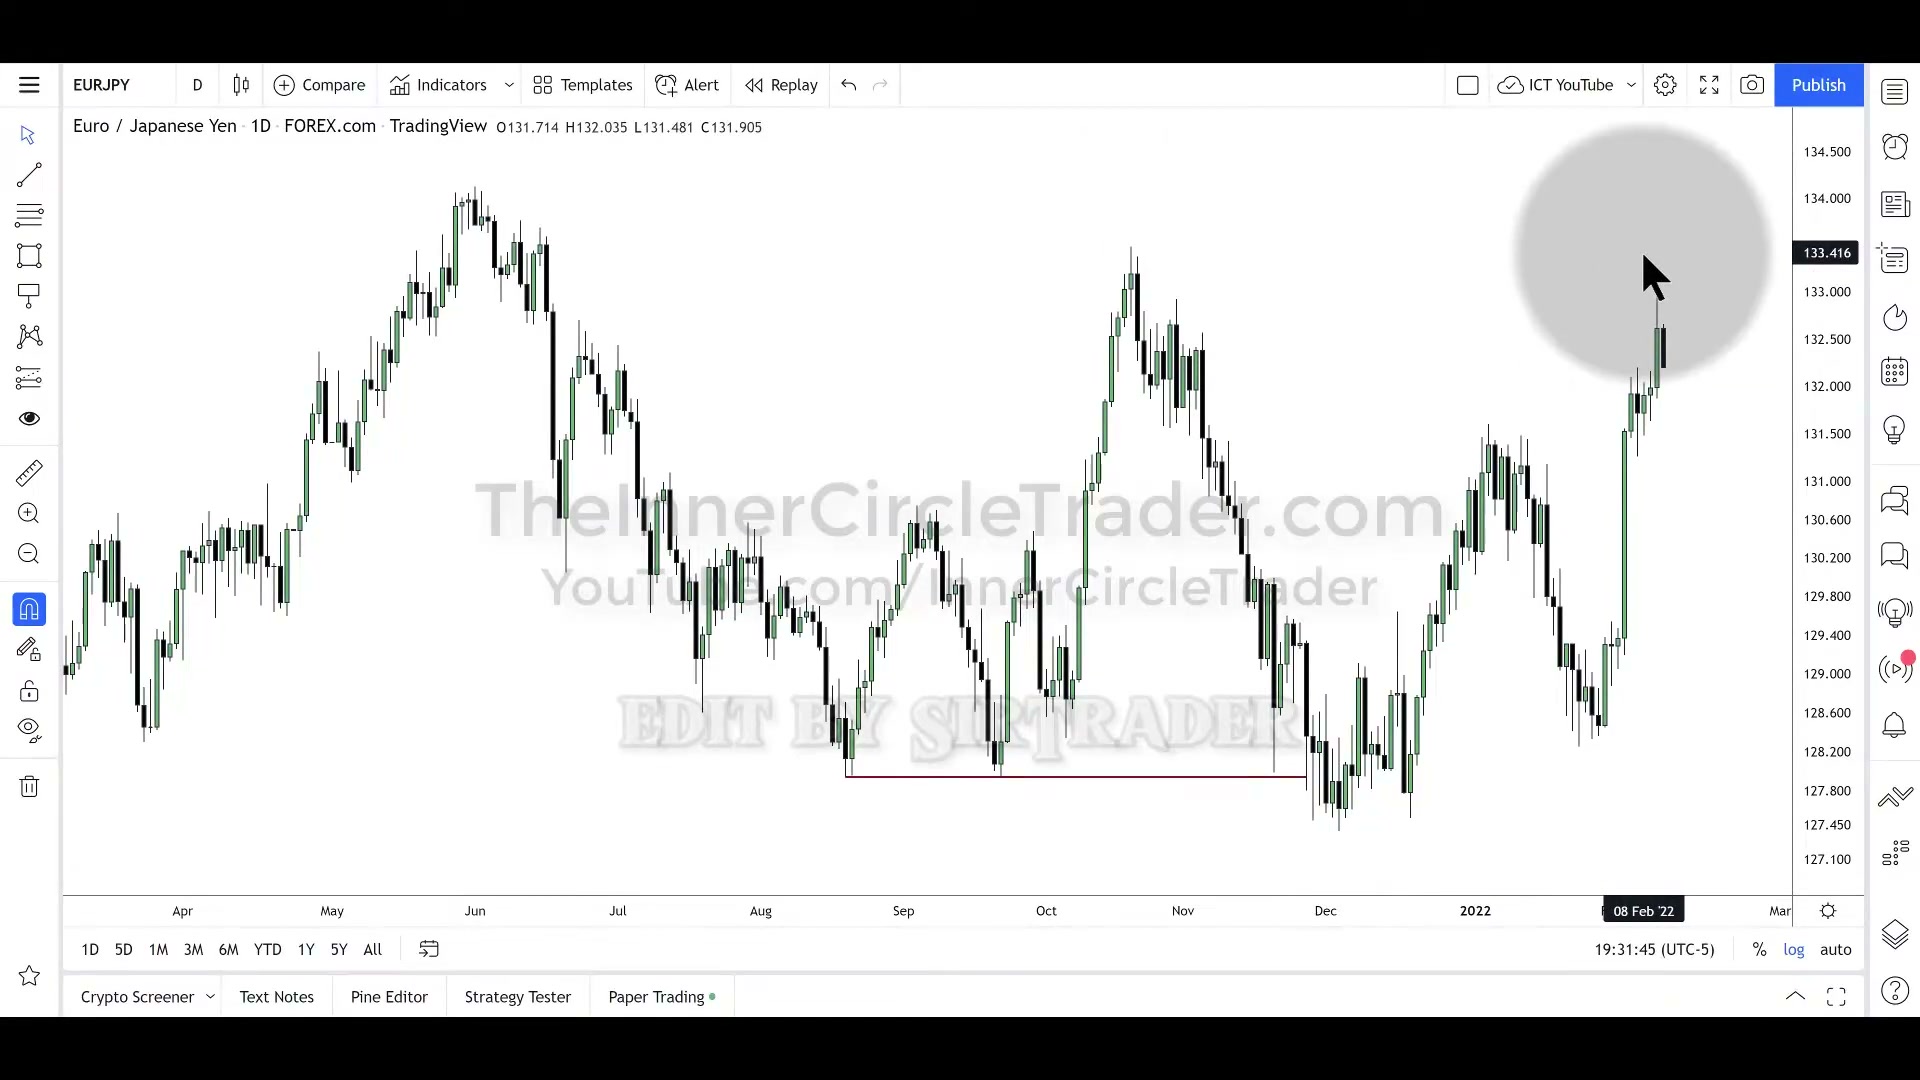 EURJPY D Compare Indicators Templates Alert Replay ICT YouTube Publish
Euro / Japanese Yen · 1D · FOREX.com · TradingView O131.714 H132.035 L131.481 C131.905
134.500
134.000
133.416
133.000
132.500
132.000
131.500
131.000
130.600
130.200
129.800
129.400
129.000
128.600
128.200
127.800
127.450
127.100
TheInnerCircleTrader.com
YouTube.com/InnerCircleTrader
EDIT BY SIRTRADER
Apr May Jun Jul Aug Sep Oct Nov Dec 2022 08 Feb '22 Mar
1D 5D 1M 3M 6M YTD 1Y 5Y All 19:31:45 (UTC-5) % log auto
Crypto Screener Text Notes Pine Editor Strategy Tester Paper Trading